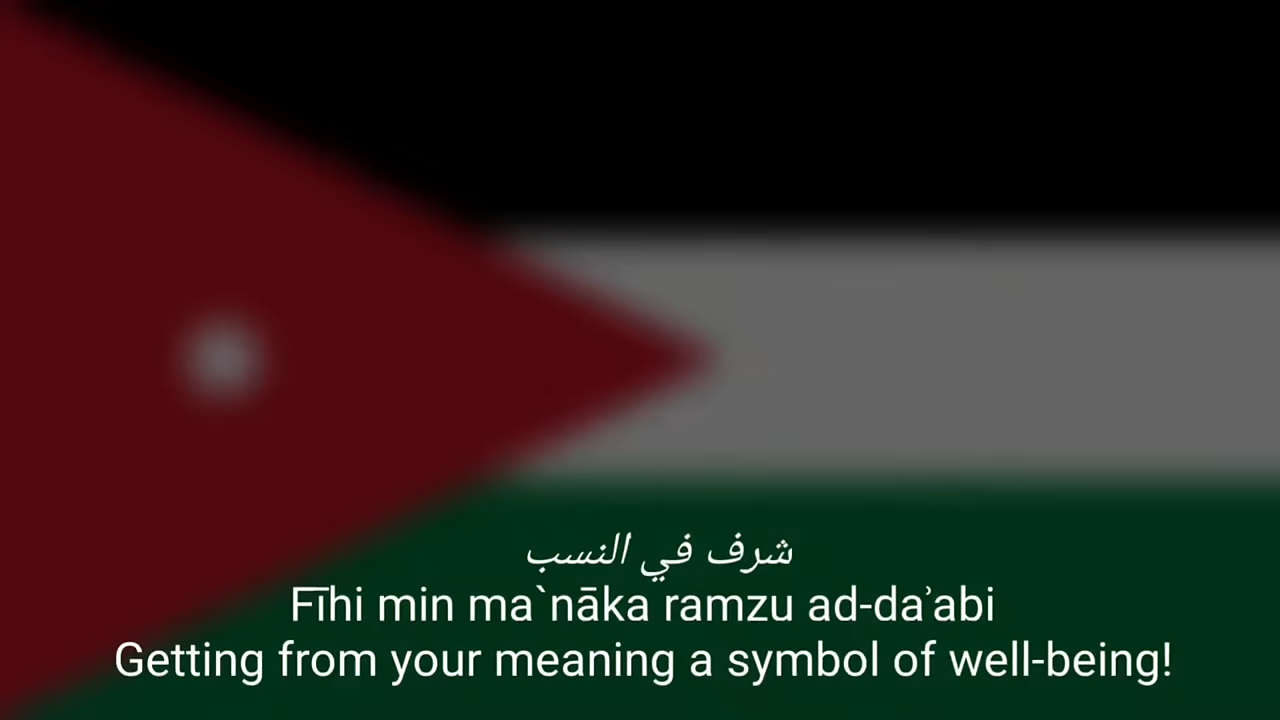 شرف في النسب
Fīhi min ma`nāka ramzu ad-daʾabi
Getting from your meaning a symbol of well-being!